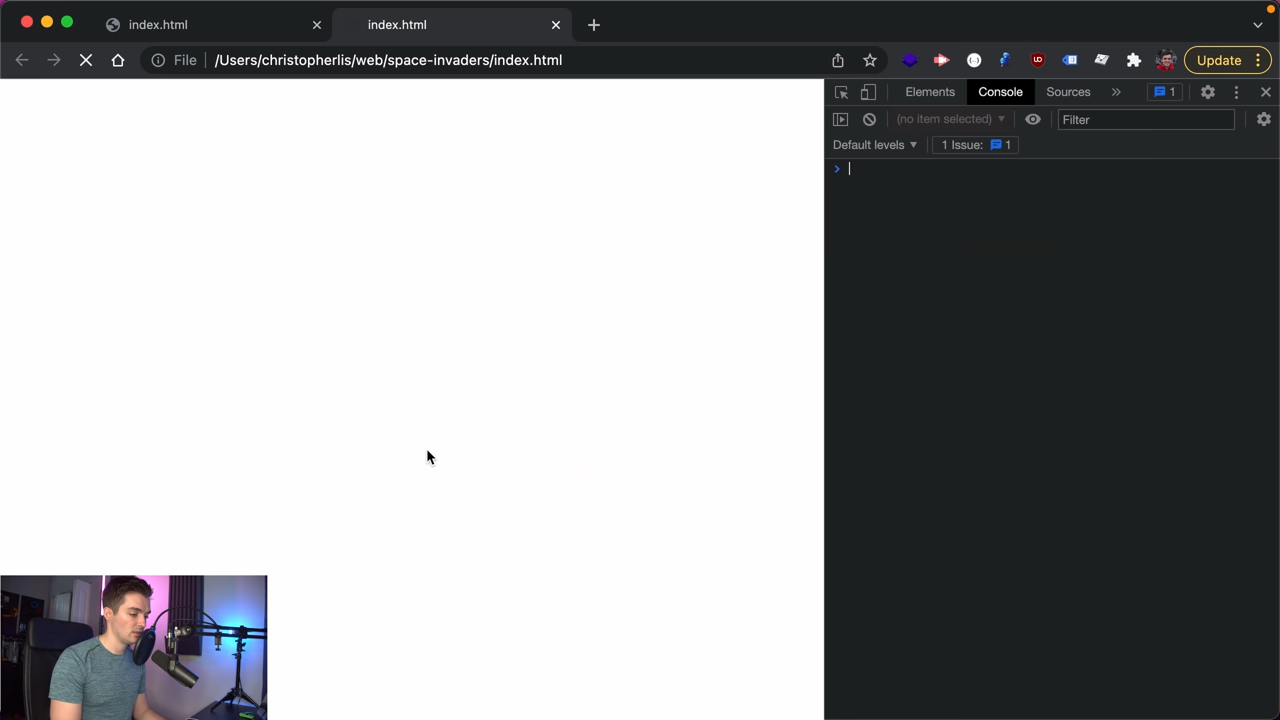 index.html
index.html
File
/Users/christopherlis/web/space-invaders/index.html
Update
Elements
Console
Sources
1
(no item selected)
Filter
Default levels
1 Issue:
1